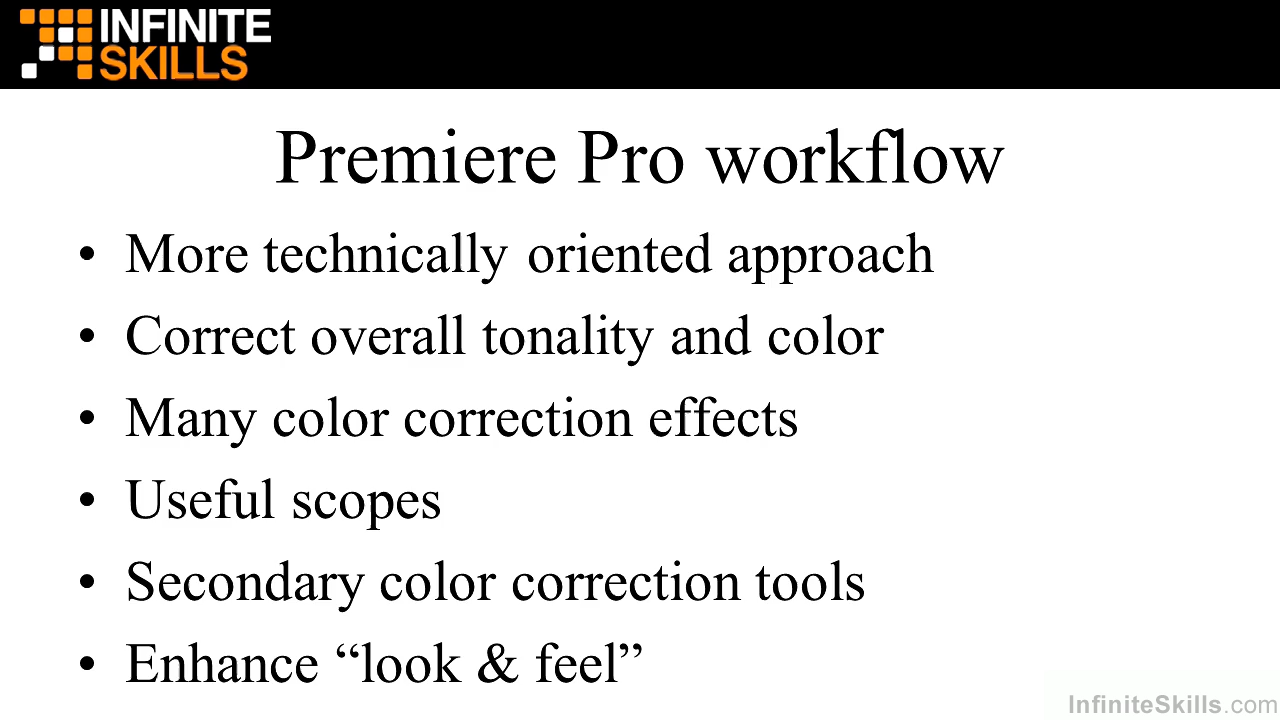 INFINITE
SKILLS
Premiere Pro workflow
• More technically oriented approach
• Correct overall tonality and color
• Many color correction effects
• Useful scopes
• Secondary color correction tools
• Enhance “look & feel”
InfiniteSkills.com